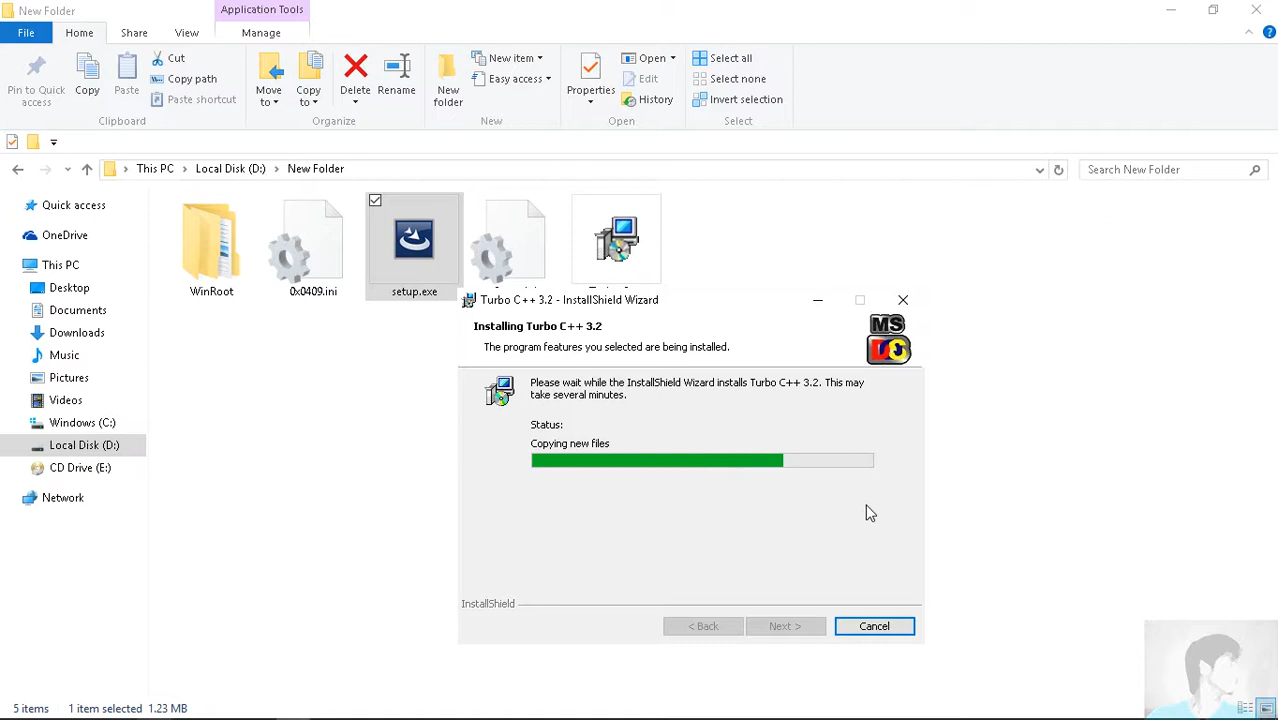 New Folder
Application Tools
File
Home
Share
View
Manage
Pin to Quick access
Copy
Paste
Cut
Copy path
Paste shortcut
Clipboard
Move to
Copy to
Delete
Rename
Organize
New folder
New item
Easy access
New
Properties
Open
Edit
History
Open
Select all
Select none
Invert selection
Select
This PC
Local Disk (D:)
New Folder
Search New Folder
Quick access
OneDrive
This PC
Desktop
Documents
Downloads
Music
Pictures
Videos
Windows (C:)
Local Disk (D:)
CD Drive (E:)
Network
WinRoot
0x0409.ini
setup.exe
Turbo C++ 3.2 - InstallShield Wizard
Installing Turbo C++ 3.2
The program features you selected are being installed.
MS
DOS
Please wait while the InstallShield Wizard installs Turbo C++ 3.2. This may
take several minutes.
Status:
Copying new files
InstallShield
< Back
Next >
Cancel
5 items
1 item selected
1.23 MB